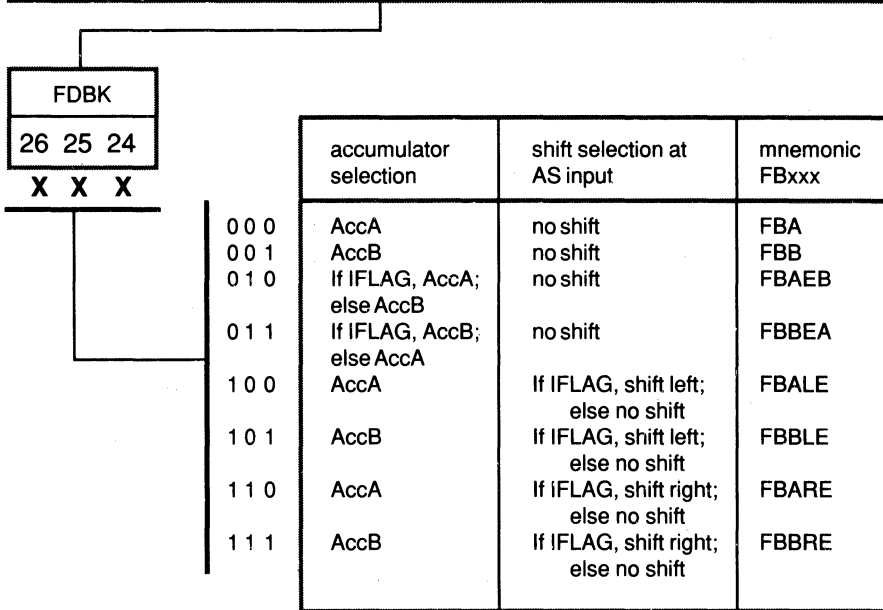 FDBK
26 25 24
X X X
accumulator selection shift selection at AS input mnemonic FBxxx
0 0 0 AccA no shift FBA
0 0 1 AccB no shift FBB
0 1 0 If IFLAG, AccA; no shift FBAEB
else AccB
0 1 1 If IFLAG, AccB; no shift FBBEA
else AccA
1 0 0 AccA If IFLAG, shift left; FBALE
else no shift
1 0 1 AccB If IFLAG, shift left; FBBLE
else no shift
1 1 0 AccA If IFLAG, shift right; FBARE
else no shift
1 1 1 AccB If IFLAG, shift right; FBBRE
else no shift